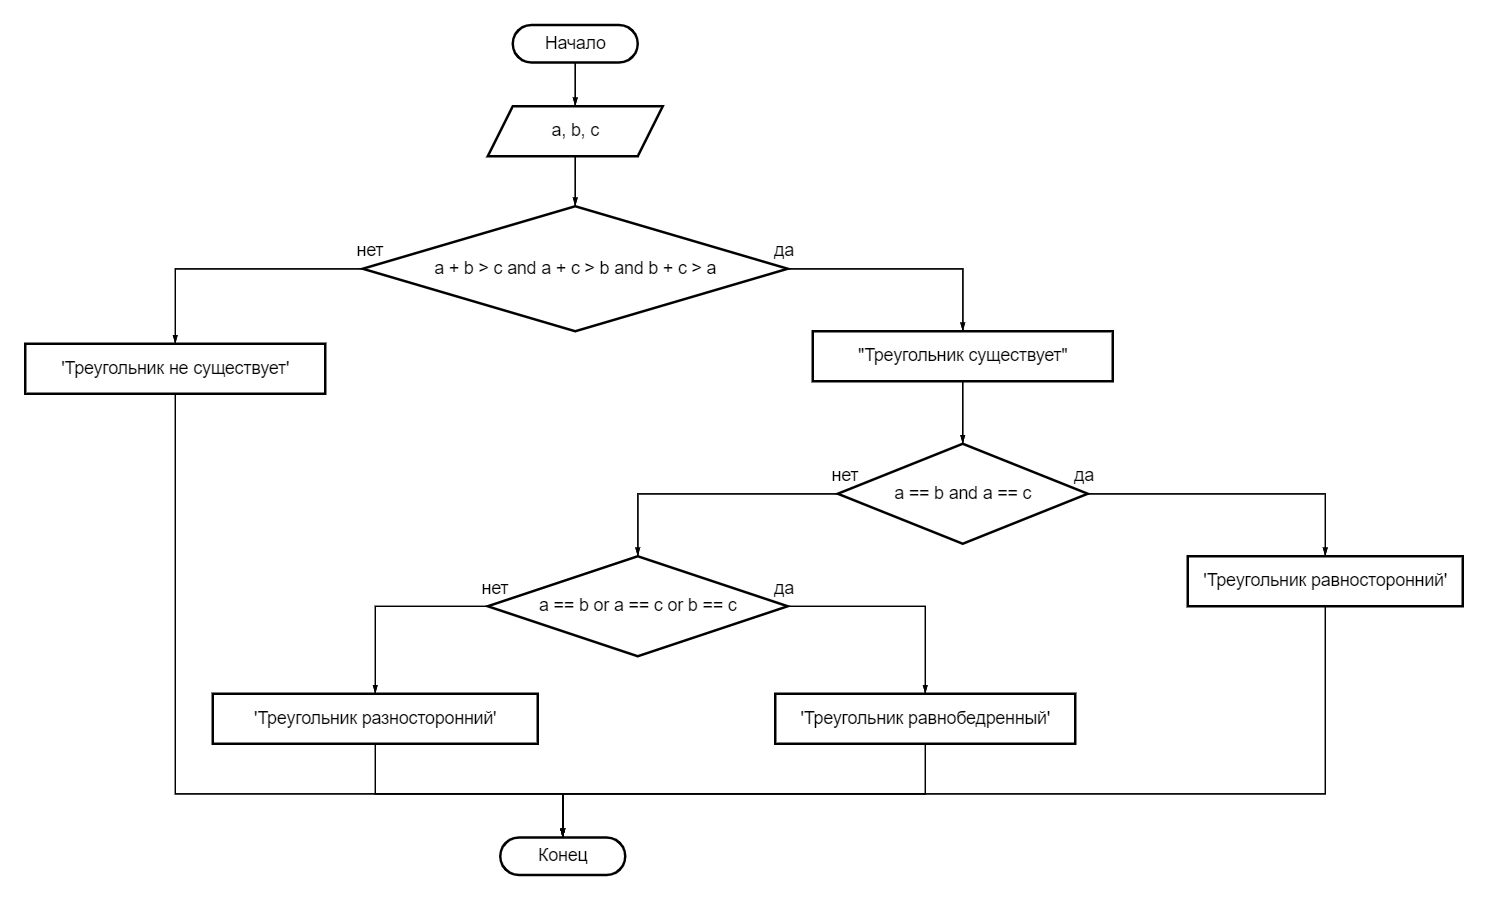 Начало
a, b, c
нет
да
a + b > c and a + c > b and b + c > a
'Треугольник не существует'
"Треугольник существует"
нет
да
a == b and a == c
нет
да
a == b or a == c or b == c
'Треугольник равносторонний'
'Треугольник разносторонний'
'Треугольник равнобедренный'
Конец